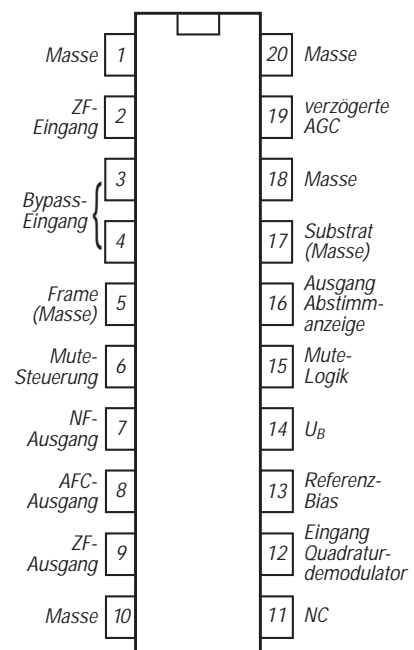 Masse 1
ZF-
Eingang 2
3
Bypass-
Eingang
4
Frame
(Masse) 5
Mute-
Steuerung 6
NF-
Ausgang 7
AFC-
Ausgang 8
ZF-
Ausgang 9
Masse 10
20 Masse
19 verzögerte
AGC
18 Masse
17 Substrat
(Masse)
Ausgang
16 Abstimm-
anzeige
15 Mute-
Logik
14 UB
13 Referenz-
Bias
Eingang
12 Quadratur-
demodulator
11 NC